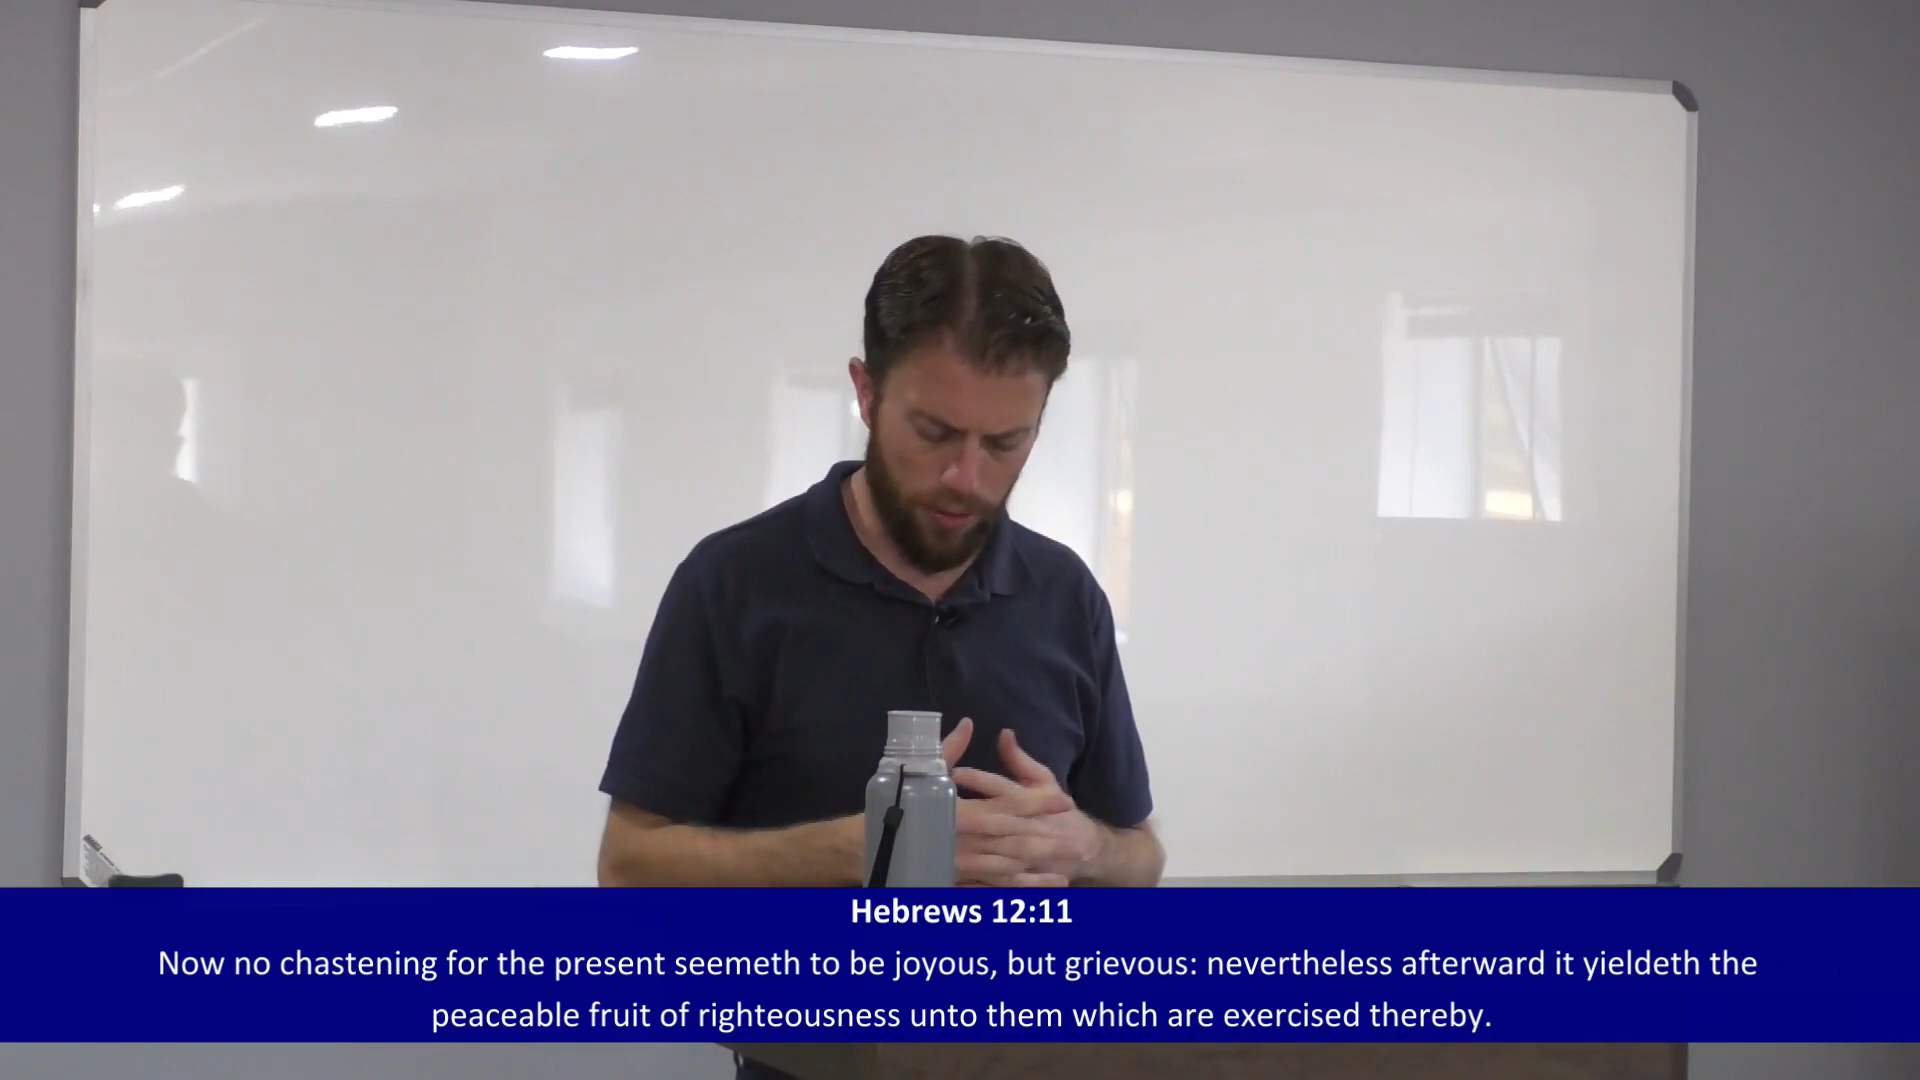 Hebrews 12:11
Now no chastening for the present seemeth to be joyous, but grievous: nevertheless afterward it yieldeth the
peaceable fruit of righteousness unto them which are exercised thereby.